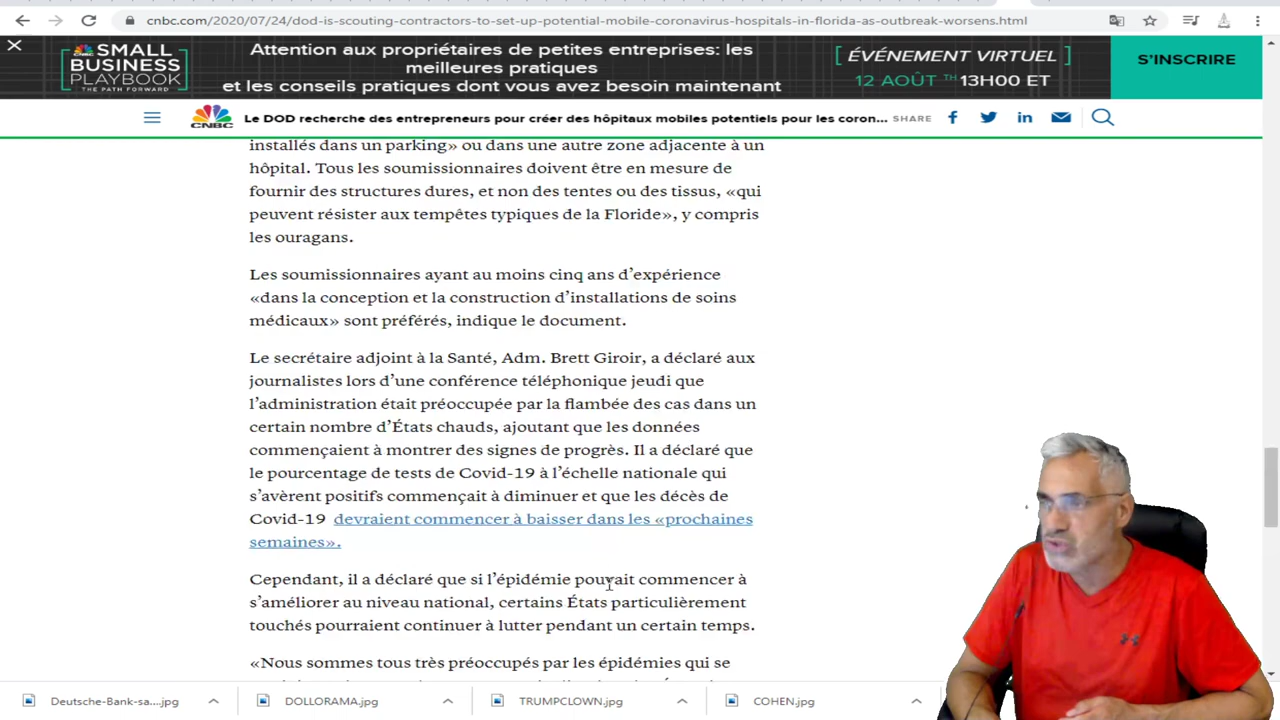 cnbc.com/2020/07/24/dod-is-scouting-contractors-to-set-up-potential-mobile-coronavirus-hospitals-in-florida-as-outbreak-worsens.html
CNBC
SMALL
BUSINESS
PLAYBOOK
THE PATH FORWARD
Attention aux propriétaires de petites entreprises: les
meilleures pratiques
et les conseils pratiques dont vous avez besoin maintenant
[ ÉVÉNEMENT VIRTUEL ]
12 AOÛT TH 13H00 ET
S'INSCRIRE
CNBC
Le DOD recherche des entrepreneurs pour créer des hôpitaux mobiles potentiels pour les coron...
SHARE
installés dans un parking» ou dans une autre zone adjacente à un
hôpital. Tous les soumissionnaires doivent être en mesure de
fournir des structures dures, et non des tentes ou des tissus, «qui
peuvent résister aux tempêtes typiques de la Floride», y compris
les ouragans.
Les soumissionnaires ayant au moins cinq ans d'expérience
«dans la conception et la construction d'installations de soins
médicaux» sont préférés, indique le document.
Le secrétaire adjoint à la Santé, Adm. Brett Giroir, a déclaré aux
journalistes lors d'une conférence téléphonique jeudi que
l'administration était préoccupée par la flambée des cas dans un
certain nombre d'États chauds, ajoutant que les données
commençaient à montrer des signes de progrès. Il a déclaré que
le pourcentage de tests de Covid-19 à l'échelle nationale qui
s'avèrent positifs commençait à diminuer et que les décès de
Covid-19 devraient commencer à baisser dans les «prochaines
semaines».
Cependant, il a déclaré que si l'épidémie pouvait commencer à
s'améliorer au niveau national, certains États particulièrement
touchés pourraient continuer à lutter pendant un certain temps.
«Nous sommes tous très préoccupés par les épidémies qui se
Deutsche-Bank-sa....jpg
DOLLORAMA.jpg
TRUMPCLOWN.jpg
COHEN.jpg